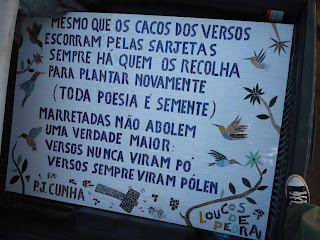 MESMO QUE OS CACOS DOS VERSOS
ESCORRAM PELAS SARJETAS
SEMPRE HÁ QUEM OS RECOLHA
PARA PLANTAR NOVAMENTE
(TODA POESIA É SEMENTE)
MARRETADAS NÃO ABOLEM
UMA VERDADE MAIOR:
VERSOS NUNCA VIRAM PÓ
VERSOS SEMPRE VIRAM PÓLEN
P.J. CUNHA
LOUCOS
DE
PEDRA